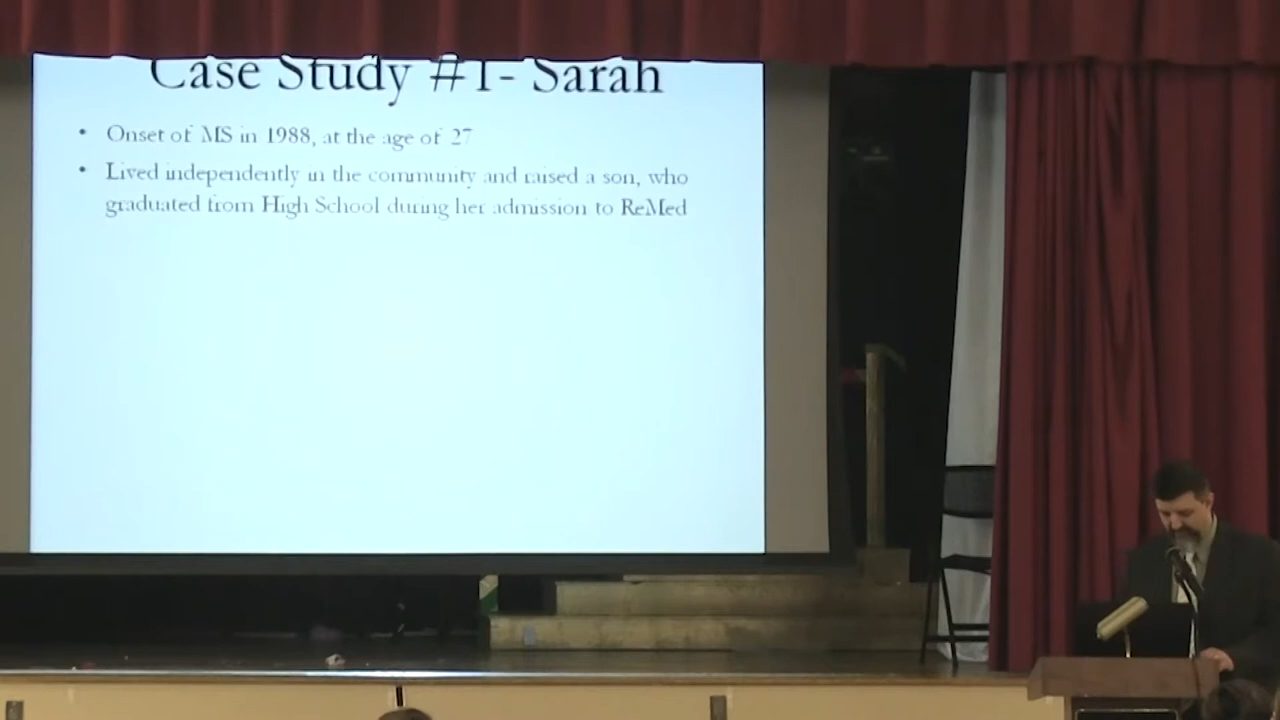 Case Study #1- Sarah
• Onset of MS in 1988, at the age of 27
• Lived independently in the community and raised a son, who
graduated from High School during her admission to ReMed